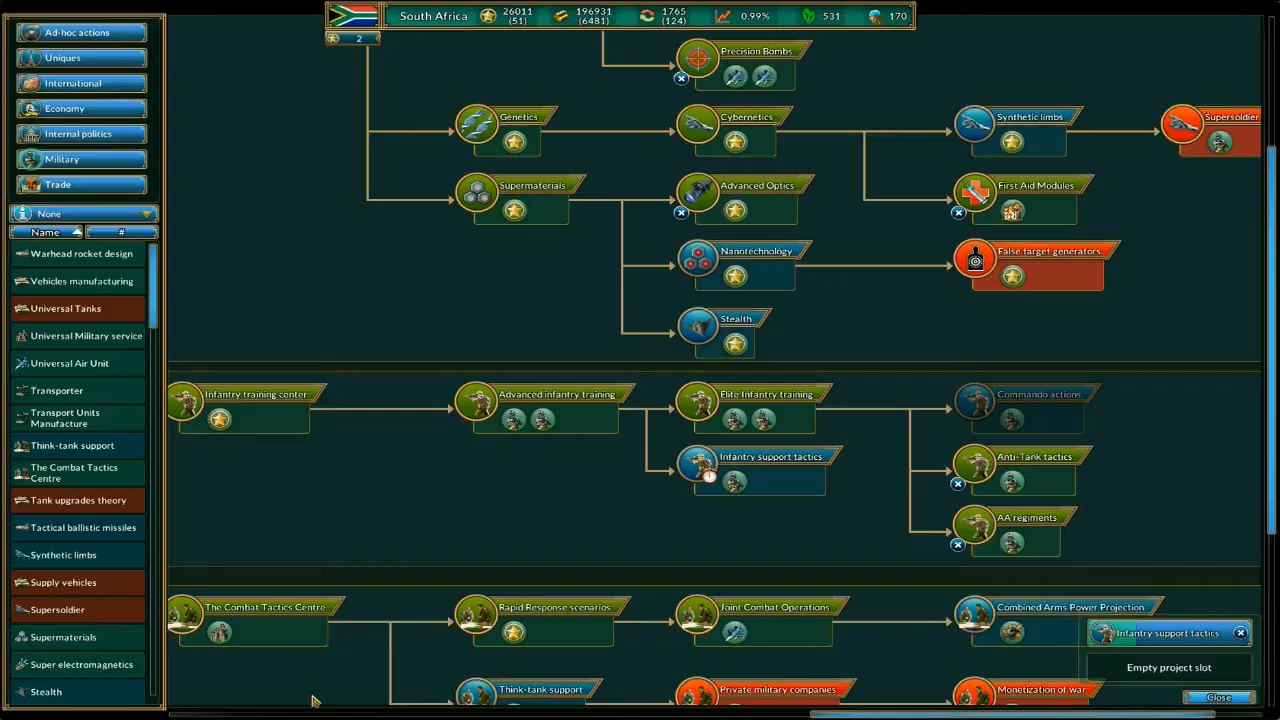 South Africa
26011
(51)
196931
(6481)
1765
(124)
0.99%
531
170
2
Ad-hoc actions
Uniques
International
Economy
Internal politics
Military
Trade
None
Name
#
Warhead rocket design
Vehicles manufacturing
Universal Tanks
Universal Military service
Universal Air Unit
Transporter
Transport Units
Manufacture
Think-tank support
The Combat Tactics
Centre
Tank upgrades theory
Tactical ballistic missiles
Synthetic limbs
Supply vehicles
Supersoldier
Supermaterials
Super electromagnetics
Stealth
Precision Bombs
Genetics
Cybernetics
Synthetic limbs
Supersoldier
Supermaterials
Advanced Optics
First Aid Modules
Nanotechnology
False target generators
Stealth
Infantry training center
Advanced infantry training
Elite Infantry training
Commando actions
Infantry support tactics
Anti-Tank tactics
AA regiments
The Combat Tactics Centre
Rapid Response scenarios
Joint Combat Operations
Combined Arms Power Projection
Think-tank support
Private military companies
Monetization of war
Infantry support tactics
Empty project slot
Close